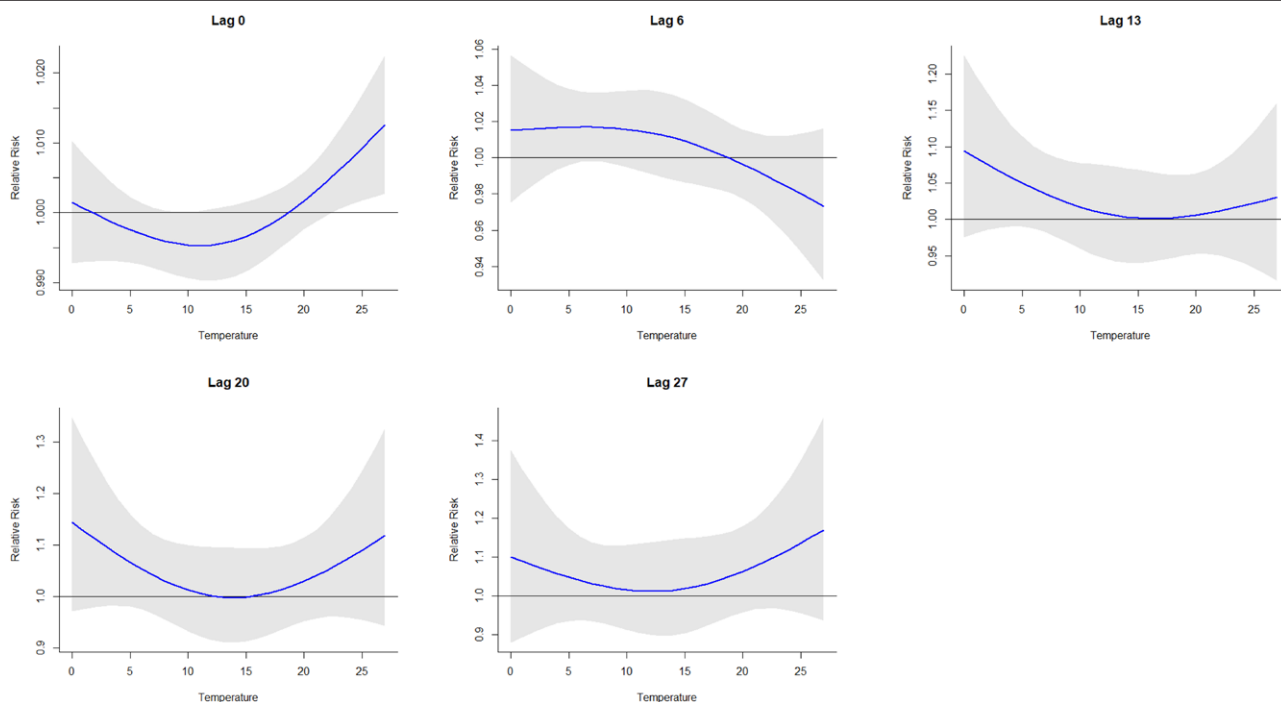 Lag 0
Relative Risk
0.990 1.000 1.010 1.020
0 5 10 15 20 25
Temperature
Lag 6
Relative Risk
0.94 0.96 0.98 1.00 1.02 1.04 1.06
0 5 10 15 20 25
Temperature
Lag 13
Relative Risk
0.95 1.00 1.05 1.10 1.15 1.20
0 5 10 15 20 25
Temperature
Lag 20
Relative Risk
0.9 1.0 1.1 1.2 1.3
0 5 10 15 20 25
Temperature
Lag 27
Relative Risk
0.9 1.0 1.1 1.2 1.3 1.4
0 5 10 15 20 25
Temperature